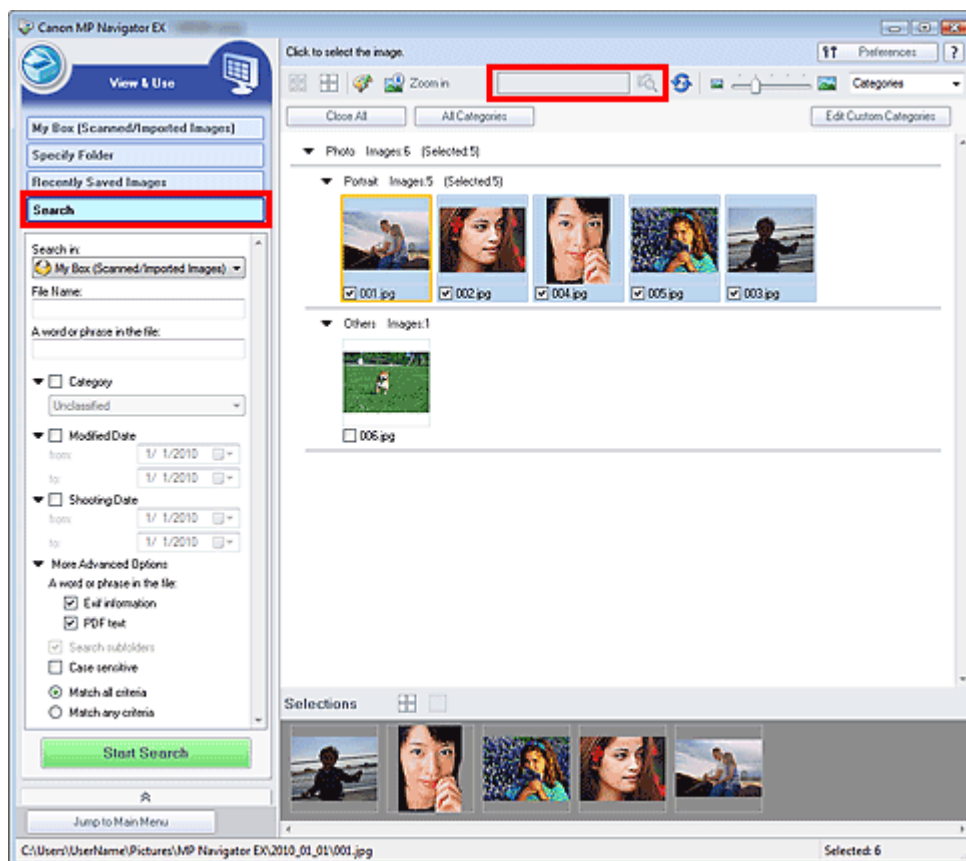 Canon MP Navigator EX
Click to select the image.
Preferences
?
View & Use
Zoom in
Categories
Close All
All Categories
Edit Custom Categories
My Box (Scanned/Imported Images)
Specify Folder
Recently Saved Images
Search
Photo Images:6 (Selected:5)
Portrait Images:5 (Selected:5)
001.jpg
002.jpg
004.jpg
005.jpg
003.jpg
Others Images:1
006.jpg
Search in:
My Box (Scanned/Imported Images)
File Name:
A word or phrase in the file:
Category
Unclassified
Modified Date
from:
1/ 1/2010
to:
1/ 1/2010
Shooting Date
from:
1/ 1/2010
to:
1/ 1/2010
More Advanced Options
A word or phrase in the file:
Exif information
PDF text
Search subfolders
Case sensitive
Match all criteria
Match any criteria
Start Search
Jump to Main Menu
Selections
C:\Users\UserName\Pictures\MP Navigator EX\2010_01_01\001.jpg
Selected: 6